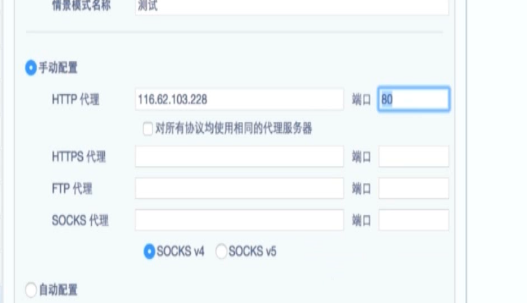 情景模式名称 测试
手动配置
HTTP 代理 116.62.103.228 端口 80
对所有协议均使用相同的代理服务器
HTTPS 代理 端口
FTP 代理 端口
SOCKS 代理 端口
SOCKS v4 SOCKS v5
自动配置